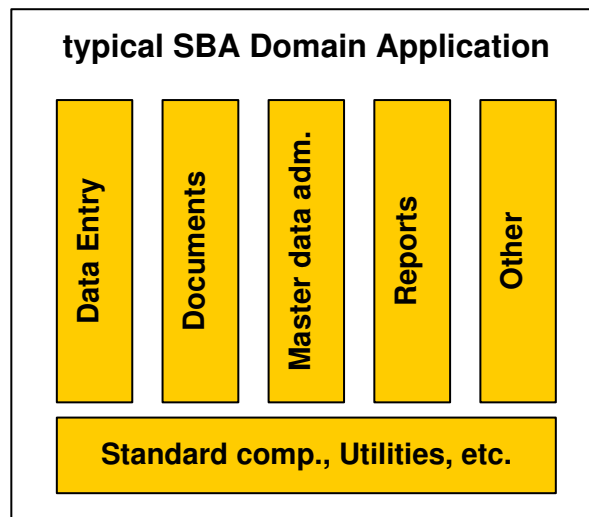 typical SBA Domain Application
Data Entry
Documents
Master data adm.
Reports
Other
Standard comp., Utilities, etc.